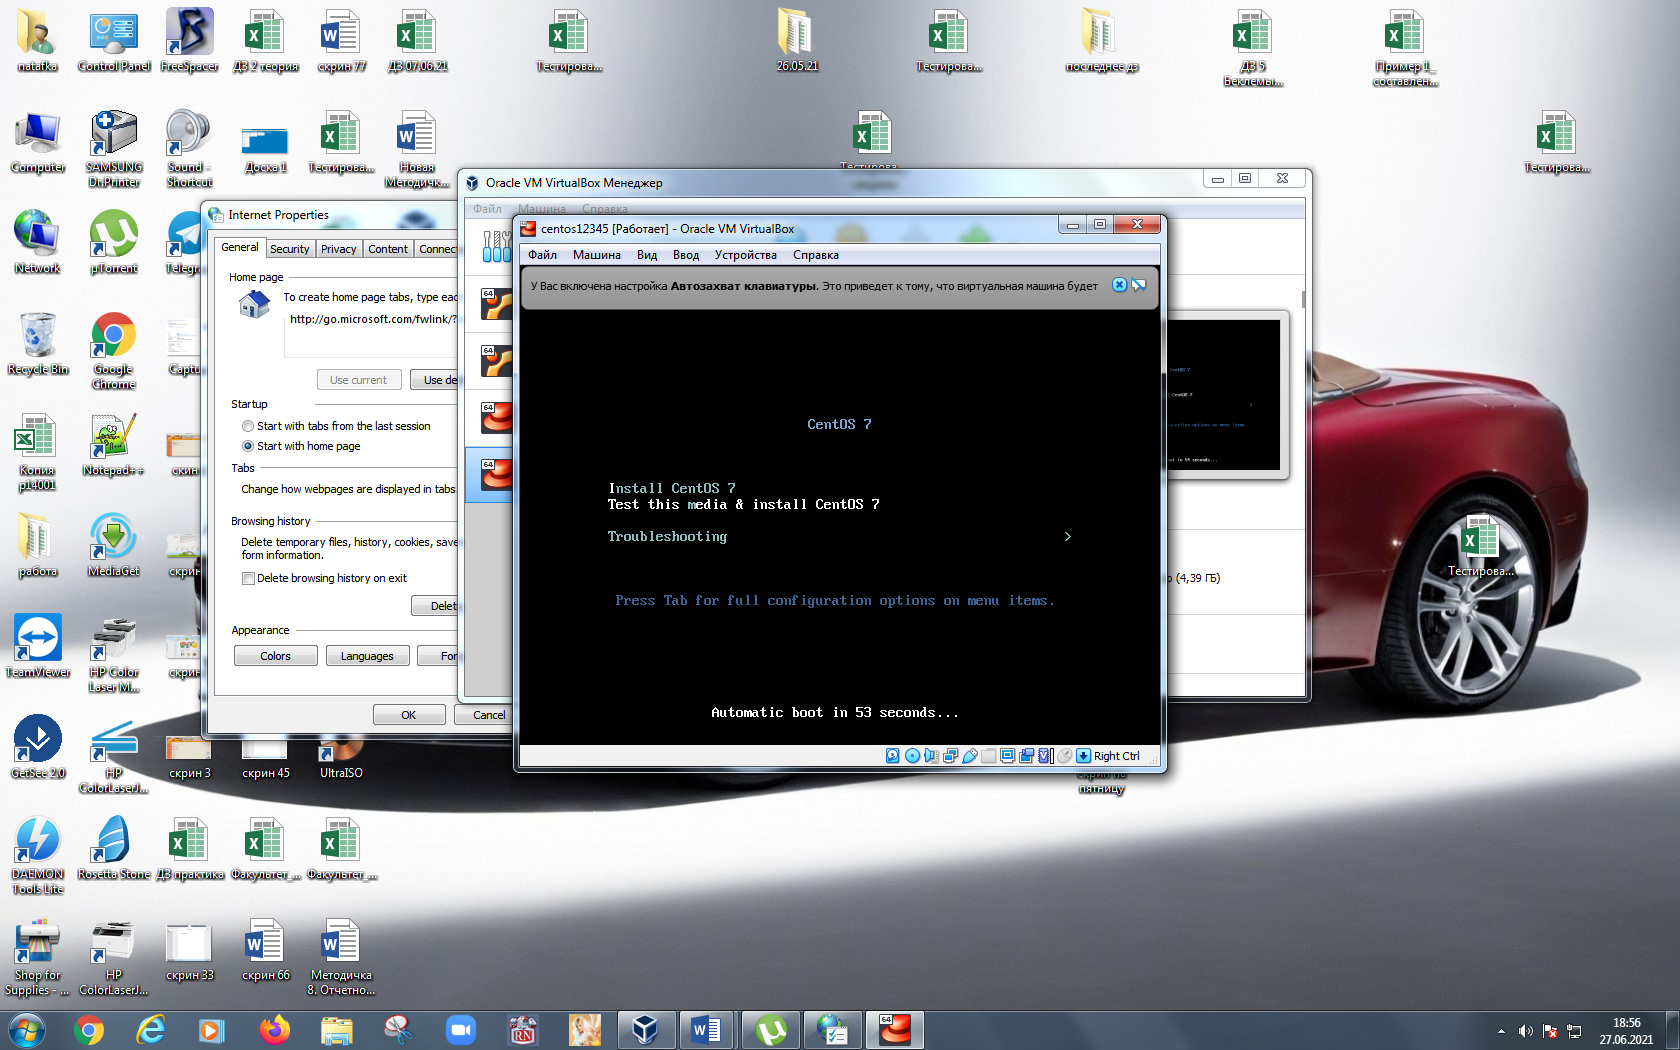 natafka
Control Panel
FreeSpacer
ДЗ 2 теория
скрин 77
ДЗ 07.06.21
Тестирова...
26.05.21
Тестирова...
последнее дз
ДЗ 5
Беклемы...
Пример 1_
составлен...
Computer
SAMSUNG
Dr.Printer
Sound -
Shortcut
Доска 1
Тестирова...
Новая
Методичк...
Тестирова...
Network
µTorrent
Recycle Bin
Google
Chrome
Копия
р14001
Notepad++
работа
MediaGet
TeamViewer
HP Color
Laser M...
GetSee 2.0
HP
ColorLaserJ...
скрин 3
скрин 45
UltraISO
DAEMON
Tools Lite
Rosetta Stone
ДЗ практика
Факультет_...
Факультет_...
Shop for
Supplies - ...
HP
ColorLaserJ...
скрин 33
скрин 66
Методичка
8. Отчетно...
Тестирова...
пятницу
Internet Properties
General
Security
Privacy
Content
Home page
To create home page tabs, type
http://go.microsoft.com/fwlink/?
Use current
Use
Startup
Start with tabs from the last session
Start with home page
Tabs
Change how webpages are displayed in tabs
Browsing history
Delete temporary files, history, cookies,
form information.
Delete browsing history on exit
Appearance
Colors
Languages
OK
Cancel
Oracle VM VirtualBox Менеджер
Файл Машина Справка
(4,39 ГБ)
centos12345 [Работает] - Oracle VM VirtualBox
Файл Машина Вид Ввод Устройства Справка
У Вас включена настройка Автозахват клавиатуры. Это приведет к тому, что виртуальная машина будет
CentOS 7
Install CentOS 7
Test this media & install CentOS 7
Troubleshooting >
Press Tab for full configuration options on menu items.
Automatic boot in 53 seconds...
Right Ctrl
18:56
27.06.2021